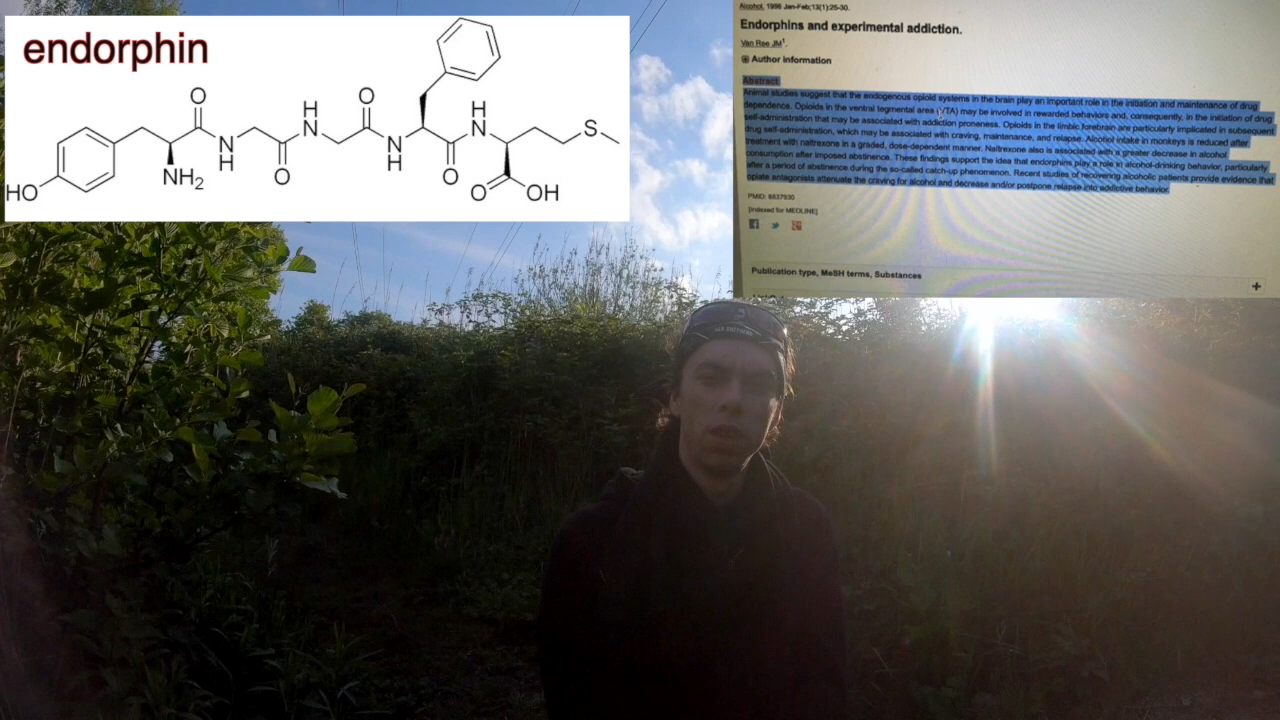 endorphin
O
H
N
O
H
N
S
N
H
O
N
H
O
O
OH
NH2
HO
Alcohol. 1996 Jan-Feb;13(1):25-30.
Endorphins and experimental addiction.
Van Ree JM1.
Author information
Abstract
Animal studies suggest that the endogenous opioid systems in the brain play an important role in the initiation and maintenance of drug
dependence. Opioids in the ventral tegmental area (VTA) may be involved in rewarded behaviors and, consequently, in the initiation of drug
self-administration that may be associated with addiction proneness. Opioids in the limbic forebrain are particularly implicated in subsequent
drug self-administration, which may be associated with craving, maintenance, and relapse. Alcohol intake in monkeys is reduced after
treatment with naltrexone in a graded, dose-dependent manner. Naltrexone also is associated with a greater decrease in alcohol
consumption after imposed abstinence. These findings support the idea that endorphins play a role in alcohol-drinking behavior, particularly
after a period of abstinence during the so-called catch-up phenomenon. Recent studies of recovering alcoholic patients provide evidence that
opiate antagonists attenuate the craving for alcohol and decrease and/or postpone relapse into addictive behavior.
PMID: 8837930
[Indexed for MEDLINE]
Publication type, MeSH terms, Substances